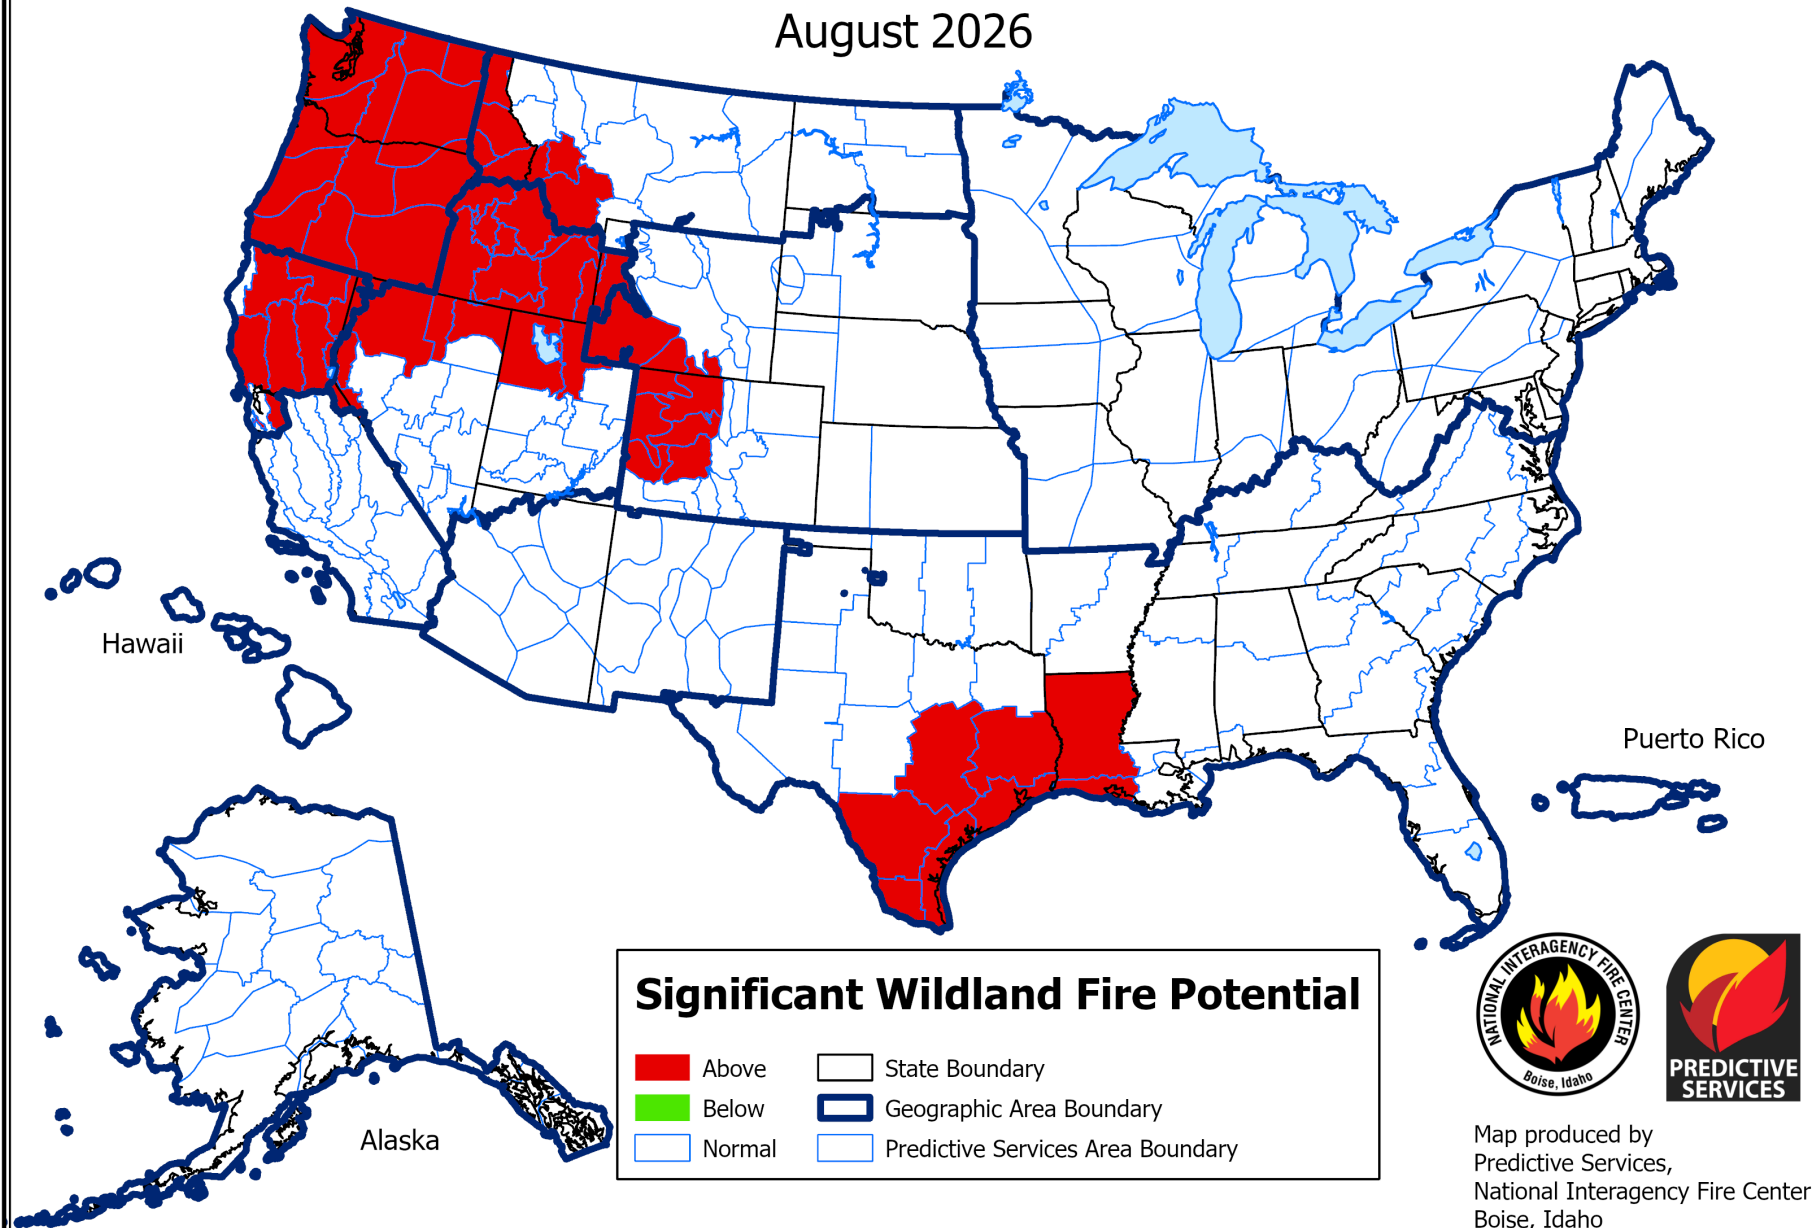 August 2026
Hawaii
Puerto Rico
Alaska
Significant Wildland Fire Potential
Above
Below
Normal
State Boundary
Geographic Area Boundary
Predictive Services Area Boundary
NATIONAL INTERAGENCY FIRE CENTER
Boise, Idaho
PREDICTIVE
SERVICES
Map produced by
Predictive Services,
National Interagency Fire Center
Boise, Idaho